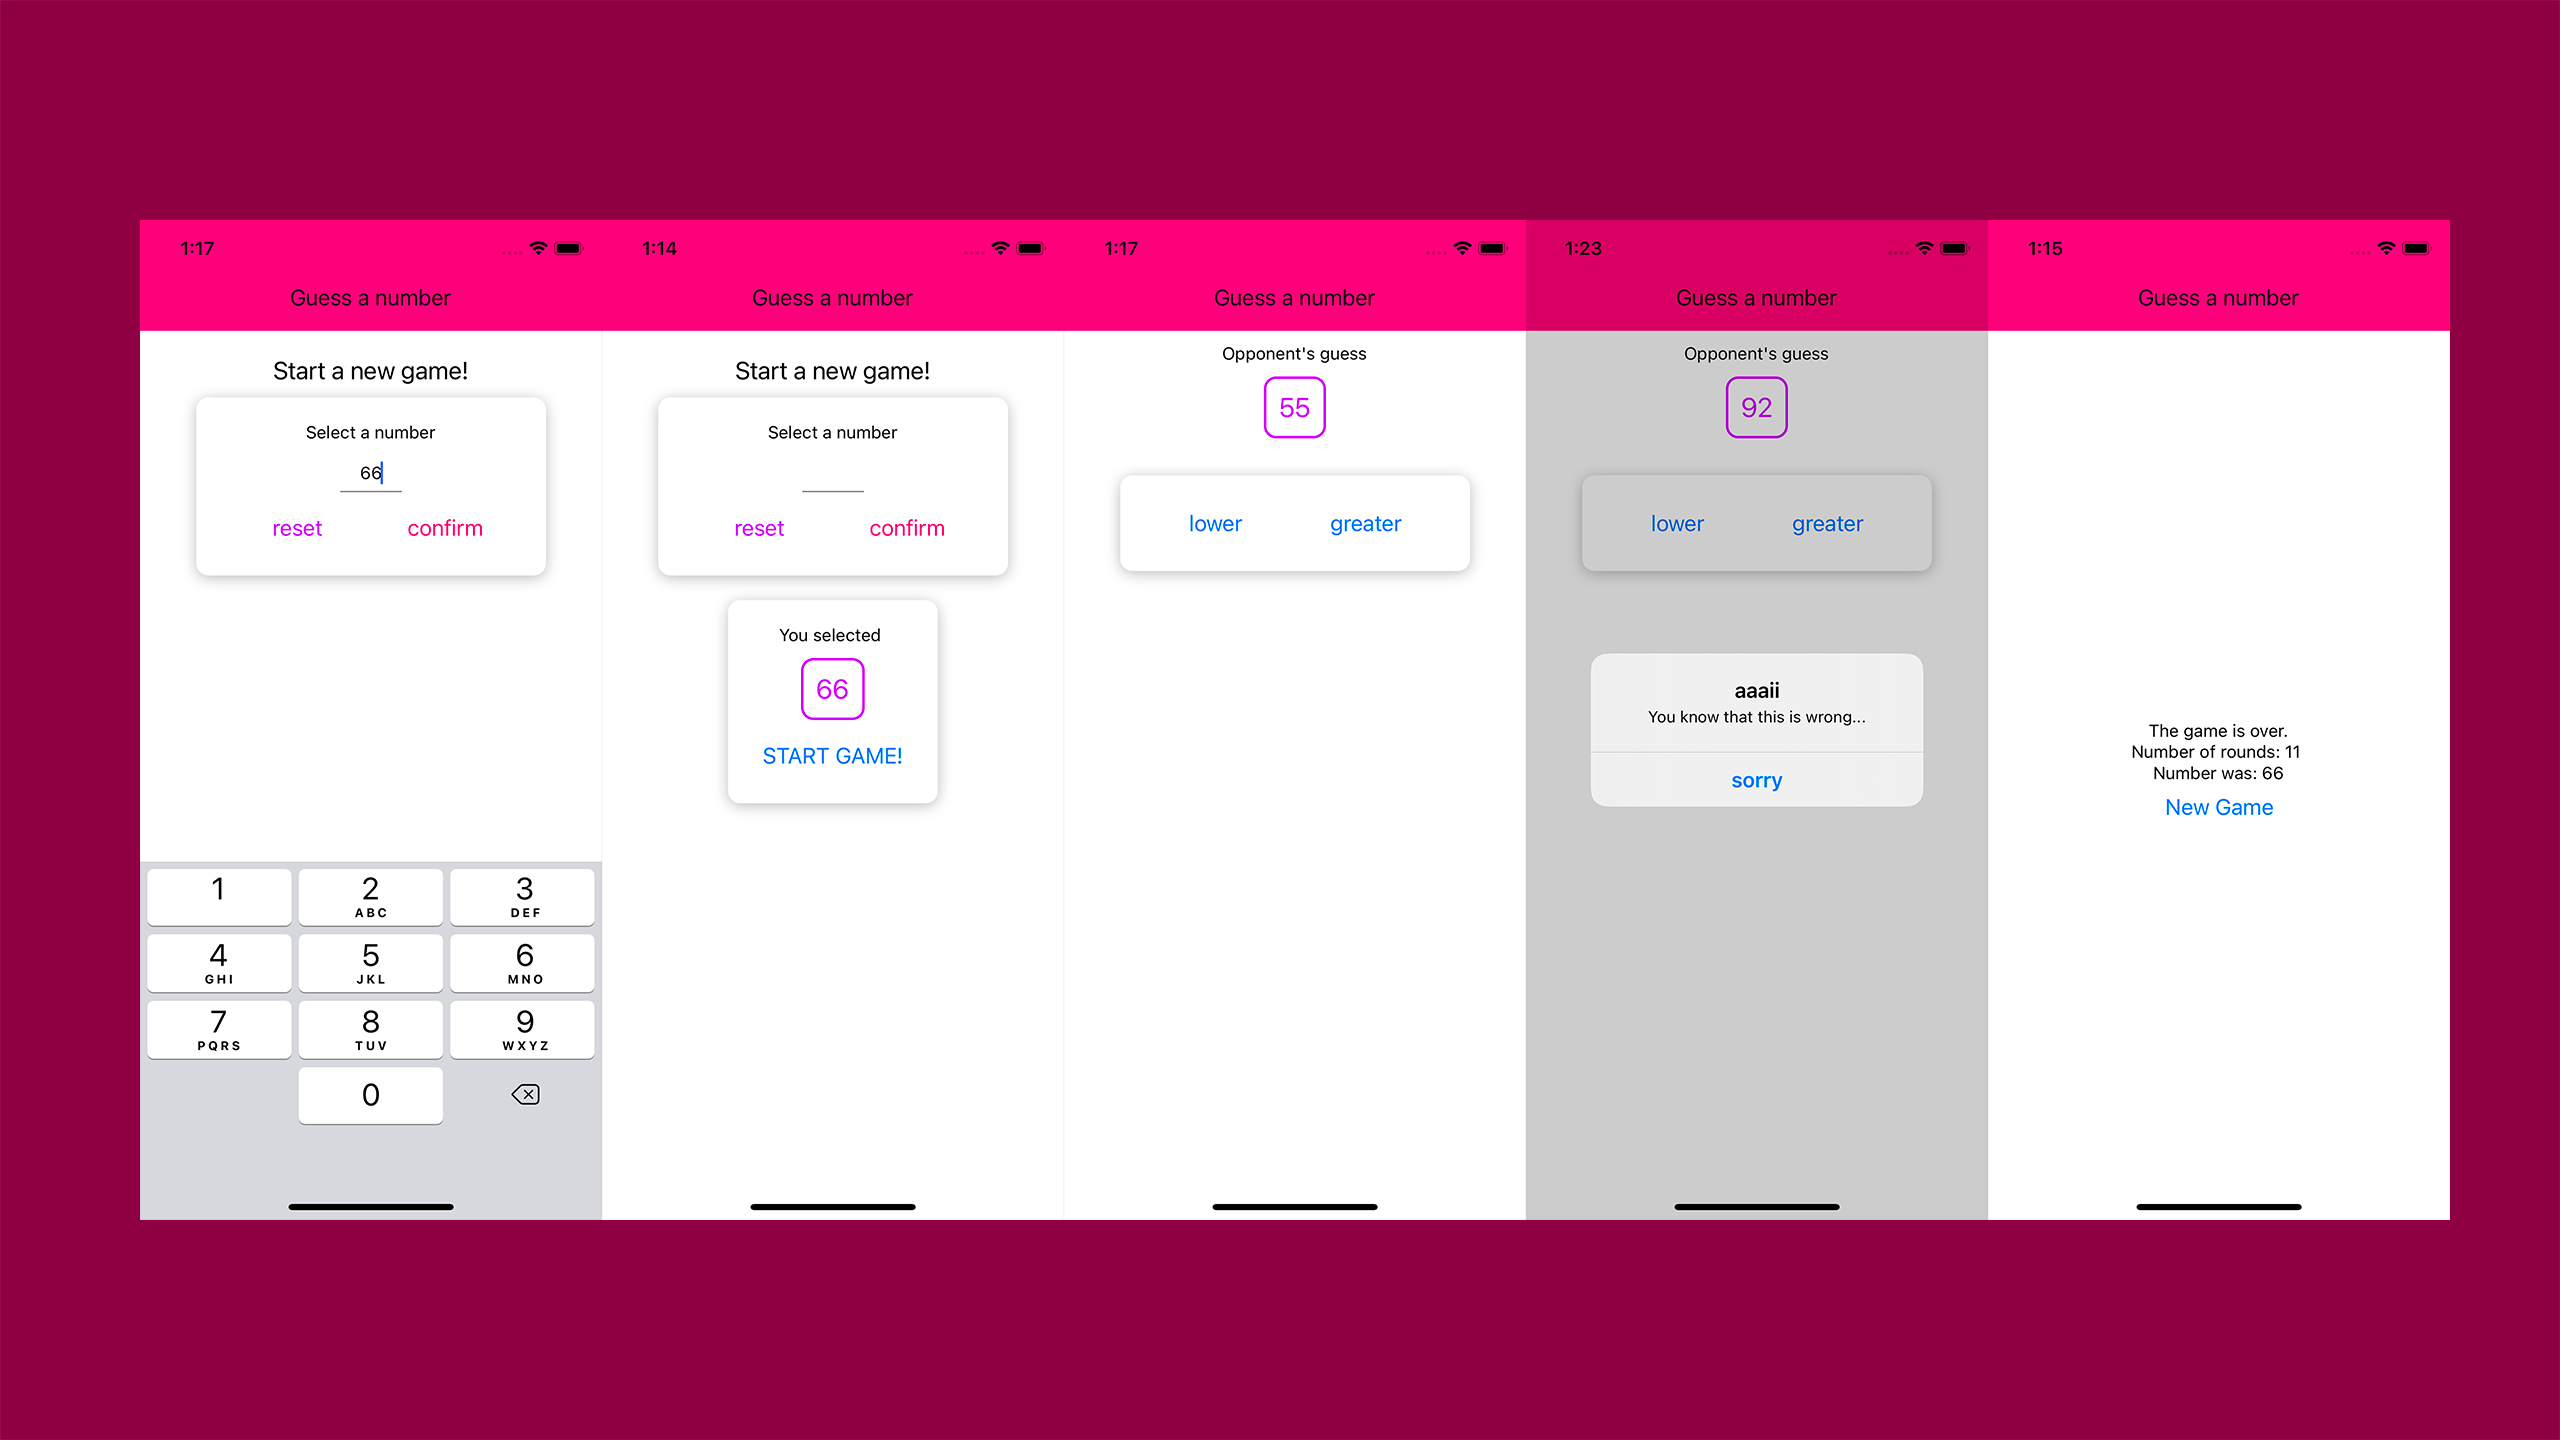 1:17
Guess a number
Start a new game!
Select a number
66
reset confirm
1
2 ABC
3 DEF
4 GHI
5 JKL
6 MNO
7 PQRS
8 TUV
9 WXYZ
0
1:14
Guess a number
Start a new game!
Select a number
reset confirm
You selected
66
START GAME!
1:17
Guess a number
Opponent's guess
55
lower greater
1:23
Guess a number
Opponent's guess
92
lower greater
aaaii
You know that this is wrong...
sorry
1:15
Guess a number
The game is over.
Number of rounds: 11
Number was: 66
New Game